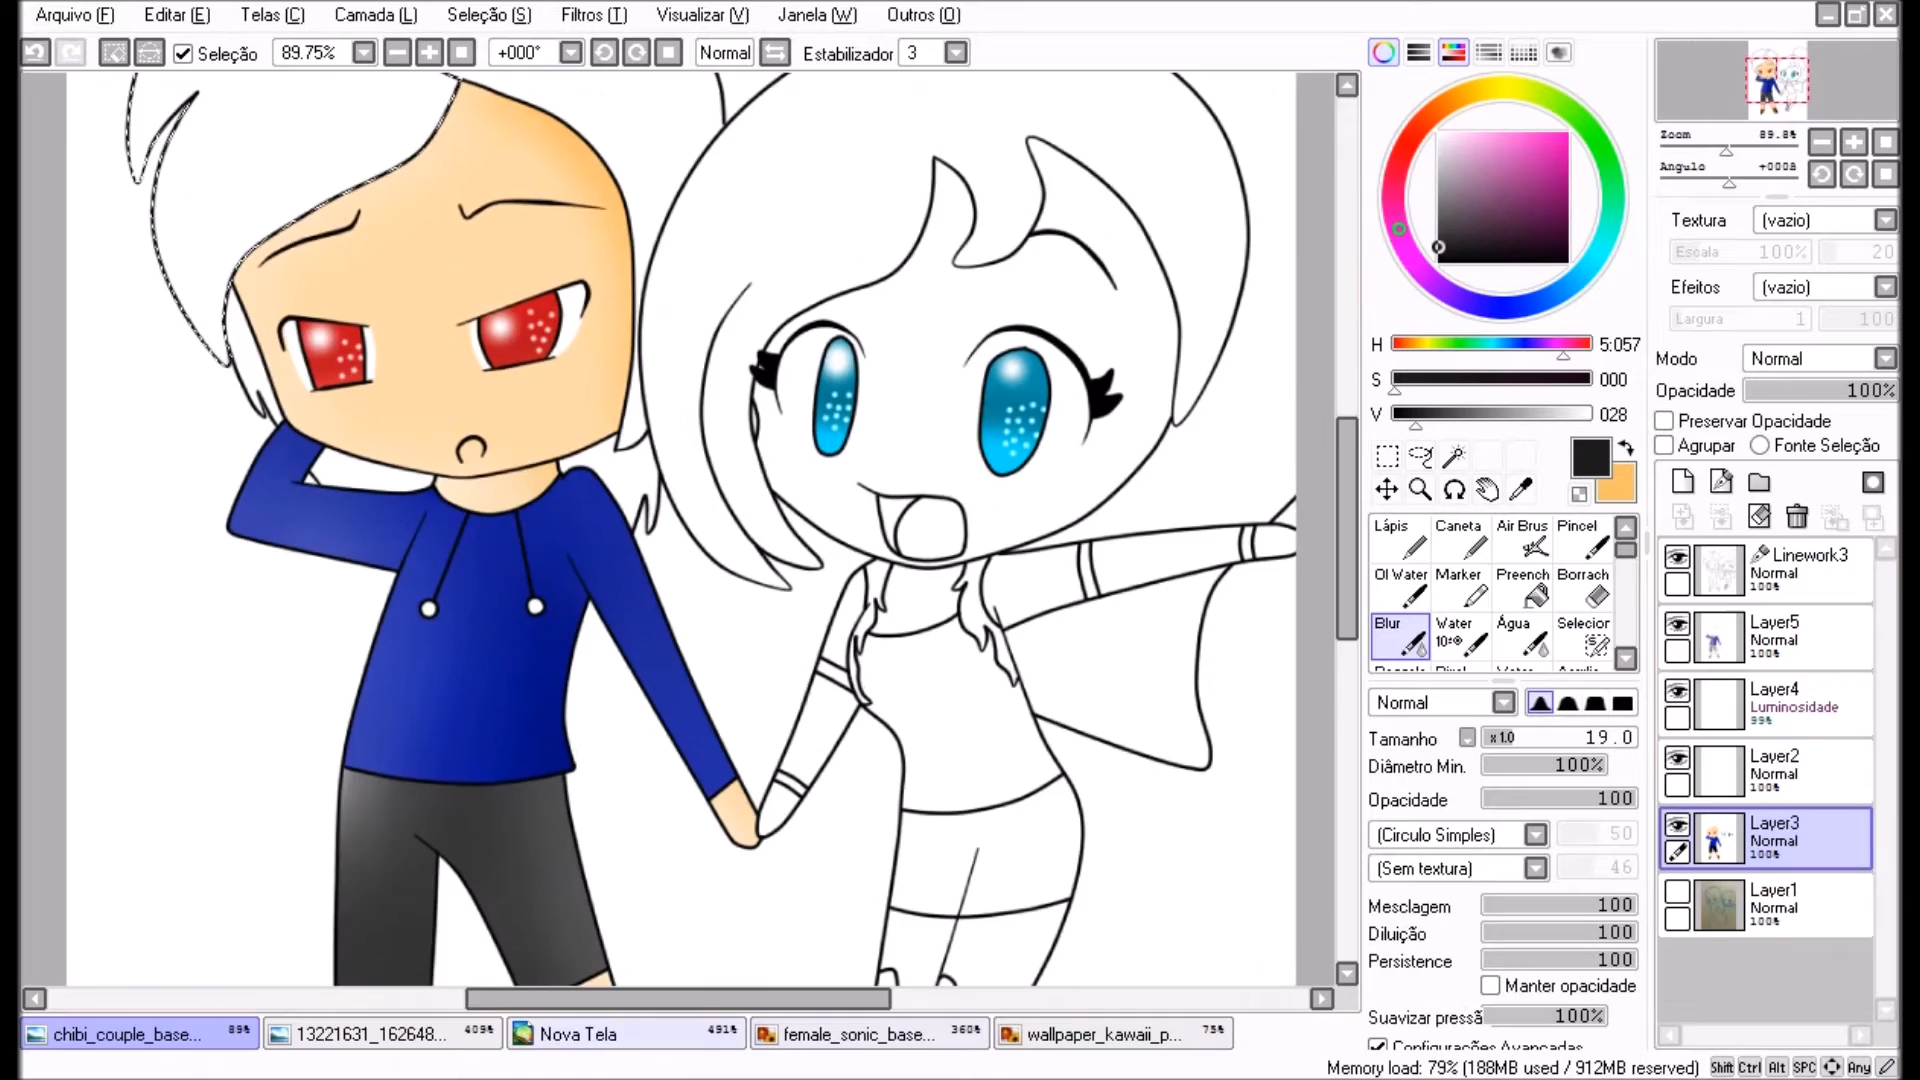 Arquivo (F) Editar (E) Telas (C) Camada (L) Seleção (S) Filtros (T) Visualizar (V) Janela (W) Outros (O)
Seleção 89.75% +000° Normal Estabilizador 3
Zoom 89.8%
Angulo
Textura (vazio)
Escala 100% 20
Efeitos (vazio)
Largura 1 100
Modo Normal
Opacidade 100%
Preservar Opacidade
Agrupar Fonte Seleção
H 5:057
S 000
V 028
Lápis Caneta Air Brus Pincel
Ol Water Marker Preench Borrach
Blur Water Água Selecior
Normal
Tamanho x 1.0 19.0
Diâmetro Min. 100%
Opacidade 100
(Circulo Simples) 50
(Sem textura) 46
Mesclagem 100
Diluição 100
Persistence 100
Manter opacidade
Suavizar pressã 100%
Configurações Avançadas
Linework3
Normal
100%
Layer5
Normal
100%
Layer4
Luminosidade
99%
Layer2
Normal
100%
Layer3
Normal
100%
Layer1
Normal
100%
chibi_couple_base... 89% 13221631_162648... 409% Nova Tela 491% female_sonic_base... 360% wallpaper_kawaii_p... 75%
Memory load: 79% (188MB used / 912MB reserved) Shift Ctrl Alt SPC Any